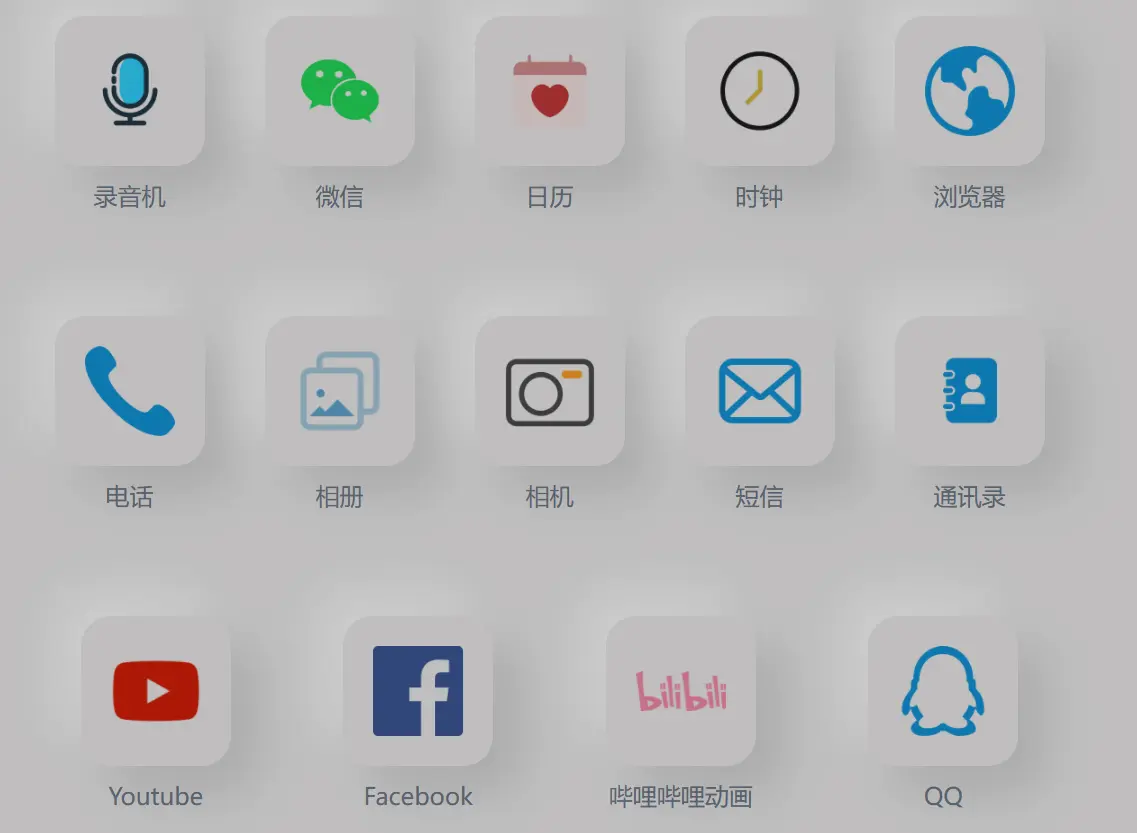 录音机
微信
日历
时钟
浏览器
电话
相册
相机
短信
通讯录
bilibili
Youtube
Facebook
哔哩哔哩动画
QQ